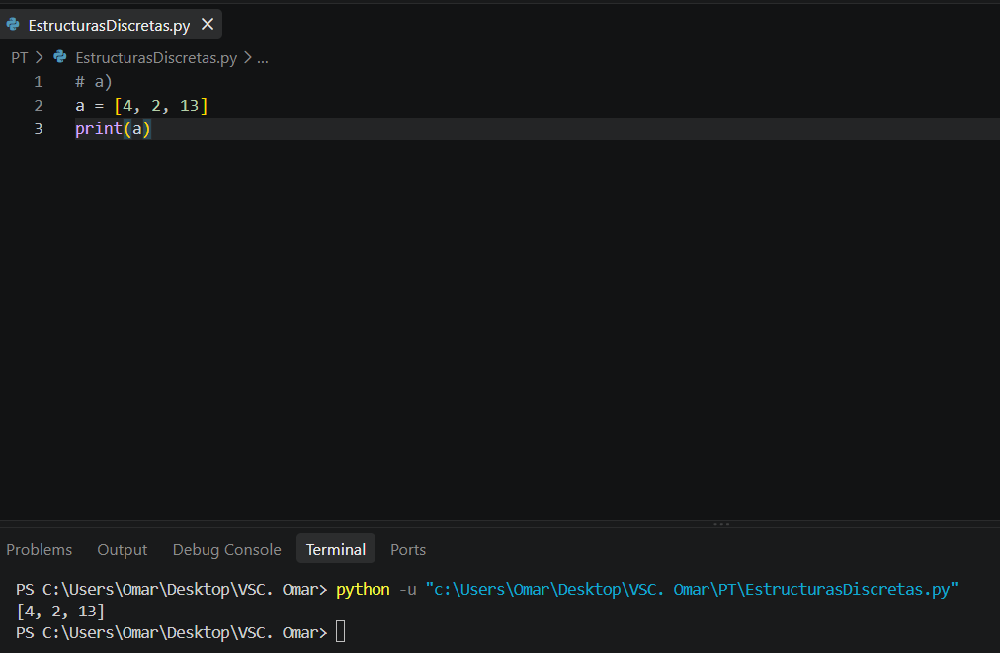 EstructurasDiscretas.py
PT > EstructurasDiscretas.py > ...
1 # a)
2 a = [4, 2, 13]
3 print(a)
Problems Output Debug Console Terminal Ports
PS C:\Users\Omar\Desktop\VSC. Omar> python -u "c:\Users\Omar\Desktop\VSC. Omar\PT\EstructurasDiscretas.py"
[4, 2, 13]
PS C:\Users\Omar\Desktop\VSC. Omar>